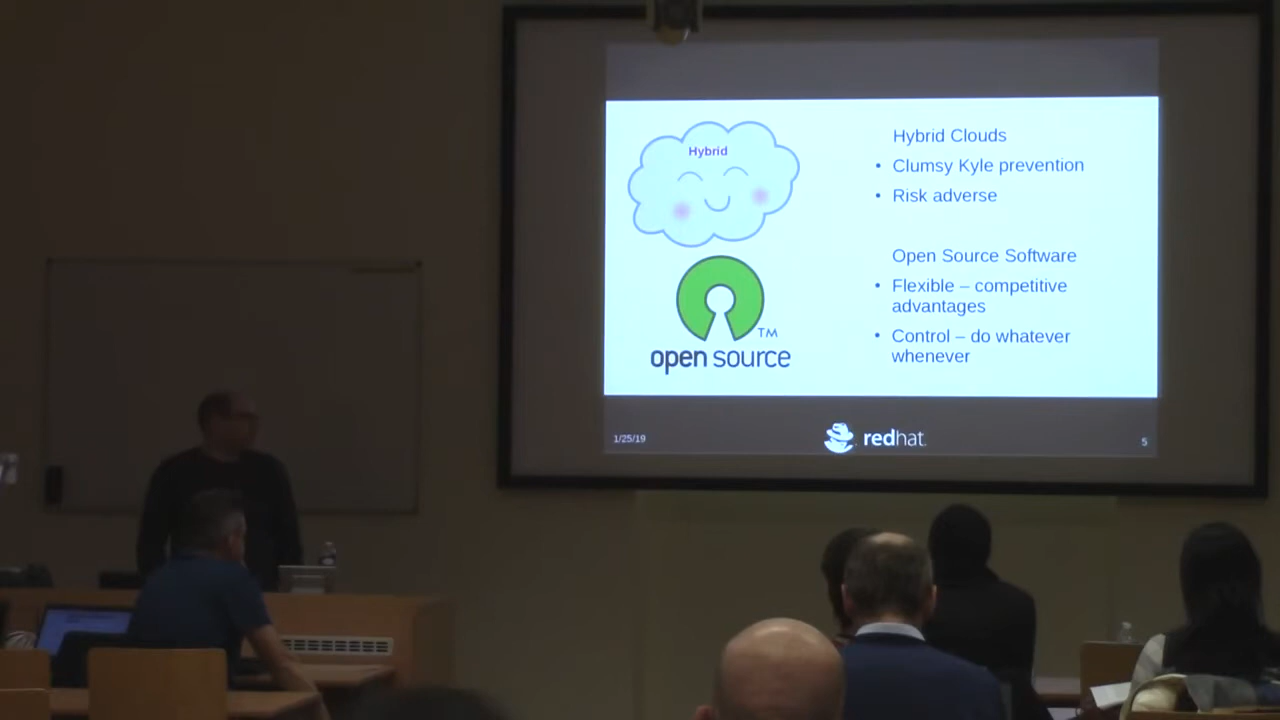 Hybrid
Hybrid Clouds
• Clumsy Kyle prevention
• Risk adverse
Open Source Software
• Flexible – competitive
advantages
• Control – do whatever
whenever
TM
open source
1/25/19
redhat.
5